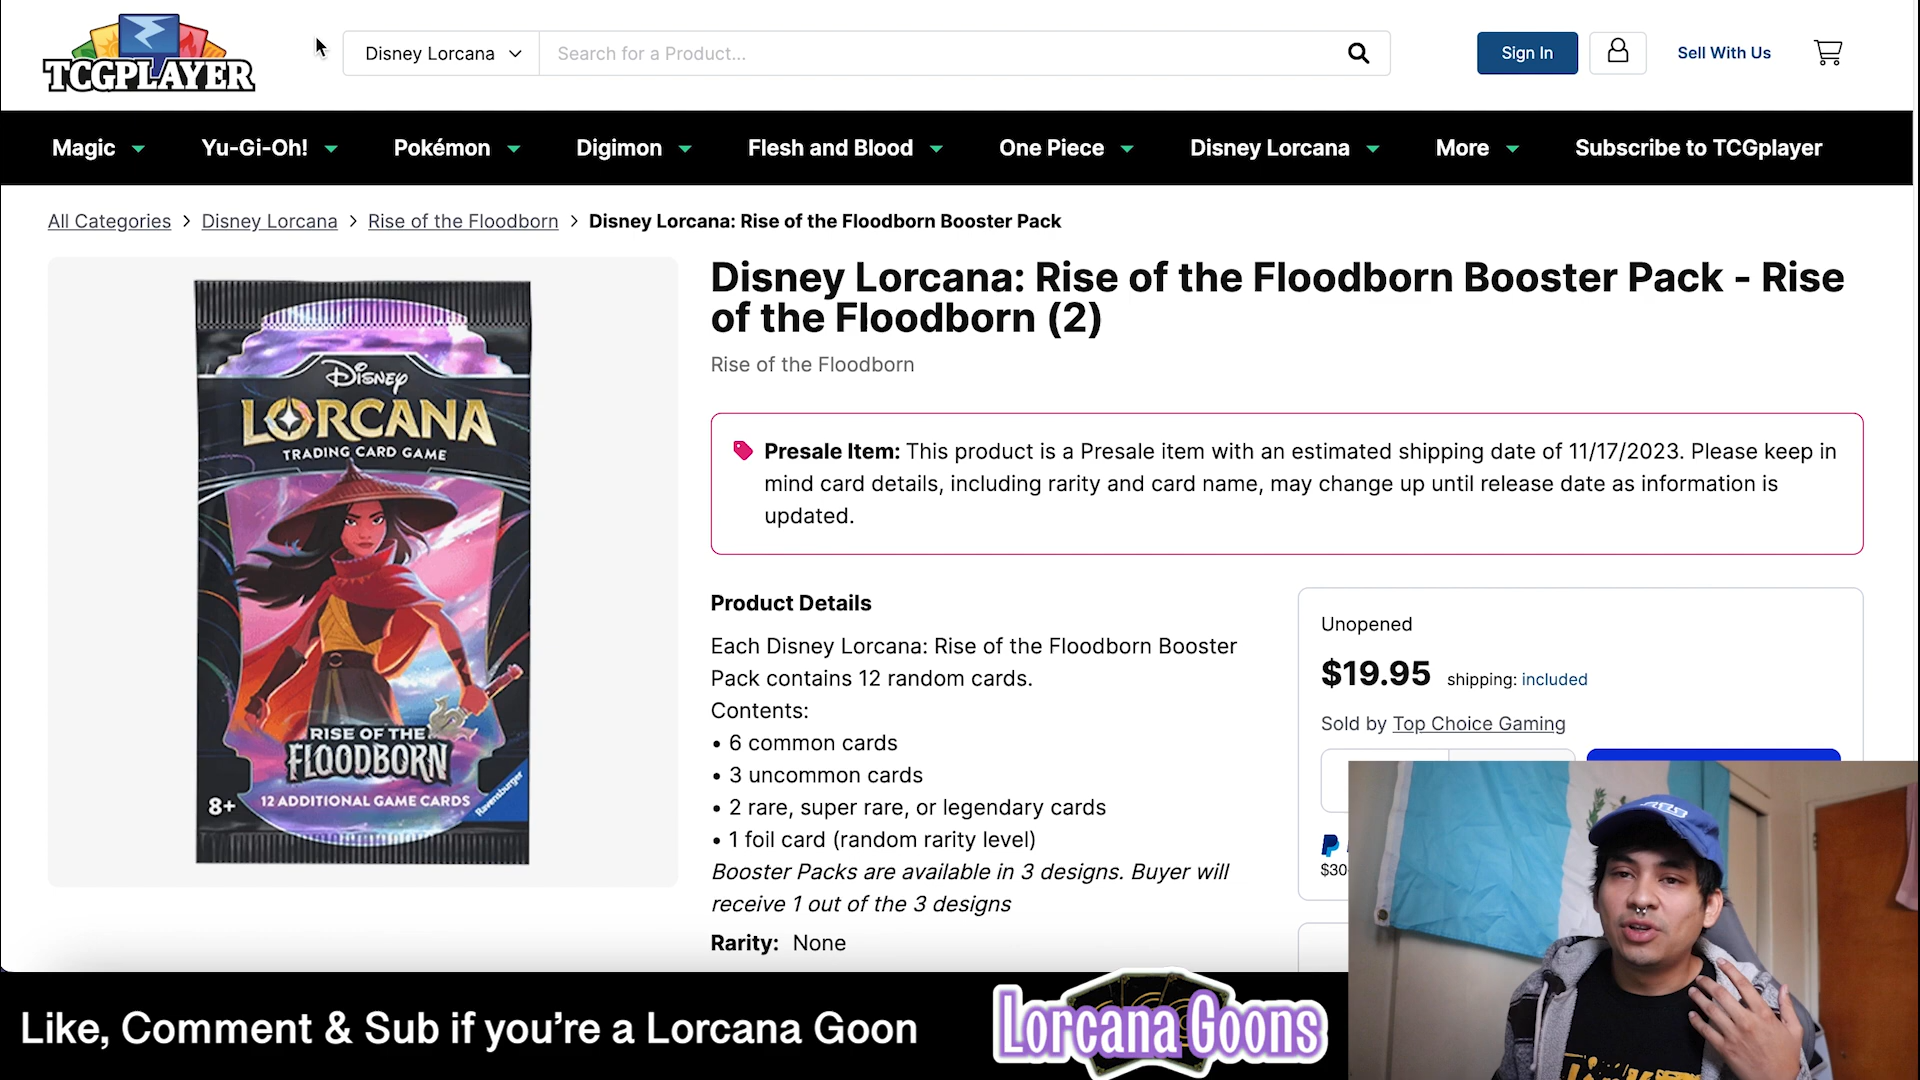 TCGPLAYER
Disney Lorcana
Search for a Product...
Sign In
Sell With Us
Magic
Yu-Gi-Oh!
Pokémon
Digimon
Flesh and Blood
One Piece
Disney Lorcana
More
Subscribe to TCGplayer
All Categories > Disney Lorcana > Rise of the Floodborn > Disney Lorcana: Rise of the Floodborn Booster Pack
Disney
LORCANA
TRADING CARD GAME
RISE OF THE
FLOODBORN
8+
12 ADDITIONAL GAME CARDS
Ravensburger
Disney Lorcana: Rise of the Floodborn Booster Pack - Rise
of the Floodborn (2)
Rise of the Floodborn
Presale Item: This product is a Presale item with an estimated shipping date of 11/17/2023. Please keep in
mind card details, including rarity and card name, may change up until release date as information is
updated.
Product Details
Each Disney Lorcana: Rise of the Floodborn Booster
Pack contains 12 random cards.
Contents:
• 6 common cards
• 3 uncommon cards
• 2 rare, super rare, or legendary cards
• 1 foil card (random rarity level)
Booster Packs are available in 3 designs. Buyer will
receive 1 out of the 3 designs
Rarity: None
Unopened
$19.95 shipping: included
Sold by Top Choice Gaming
$30
Like, Comment & Sub if you're a Lorcana Goon
Lorcana Goons